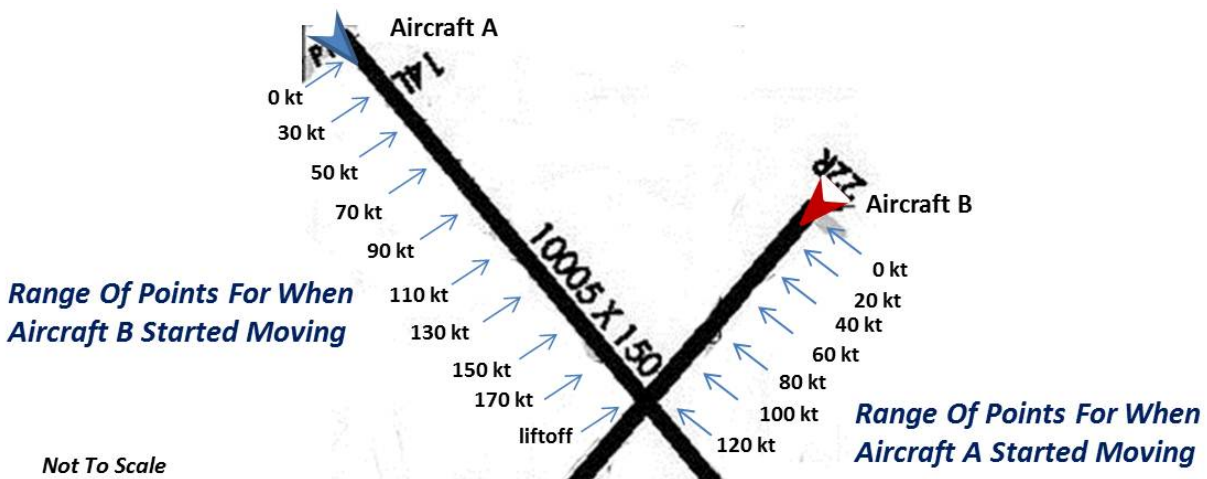 Aircraft A
14L
0 kt
30 kt
50 kt
70 kt
90 kt
110 kt
130 kt
150 kt
170 kt
liftoff
10005 X 150
22R
Aircraft B
0 kt
20 kt
40 kt
60 kt
80 kt
100 kt
120 kt
Range Of Points For When
Aircraft B Started Moving
Range Of Points For When
Aircraft A Started Moving
Not To Scale